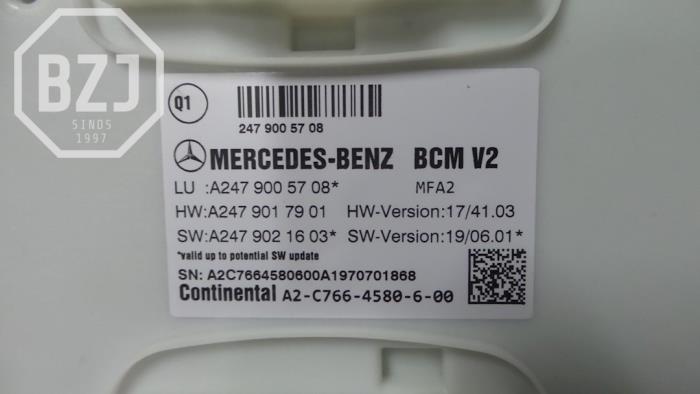 BZJ
SINDS
1997
Q1
247 900 57 08
MERCEDES-BENZ BCM V2
LU :A247 900 57 08* MFA2
HW:A247 901 79 01 HW-Version:17/41.03
SW:A247 902 16 03* SW-Version:19/06.01*
*valid up to potential SW update
SN: A2C7664580600A1970701868
Continental A2-C766-4580-6-00